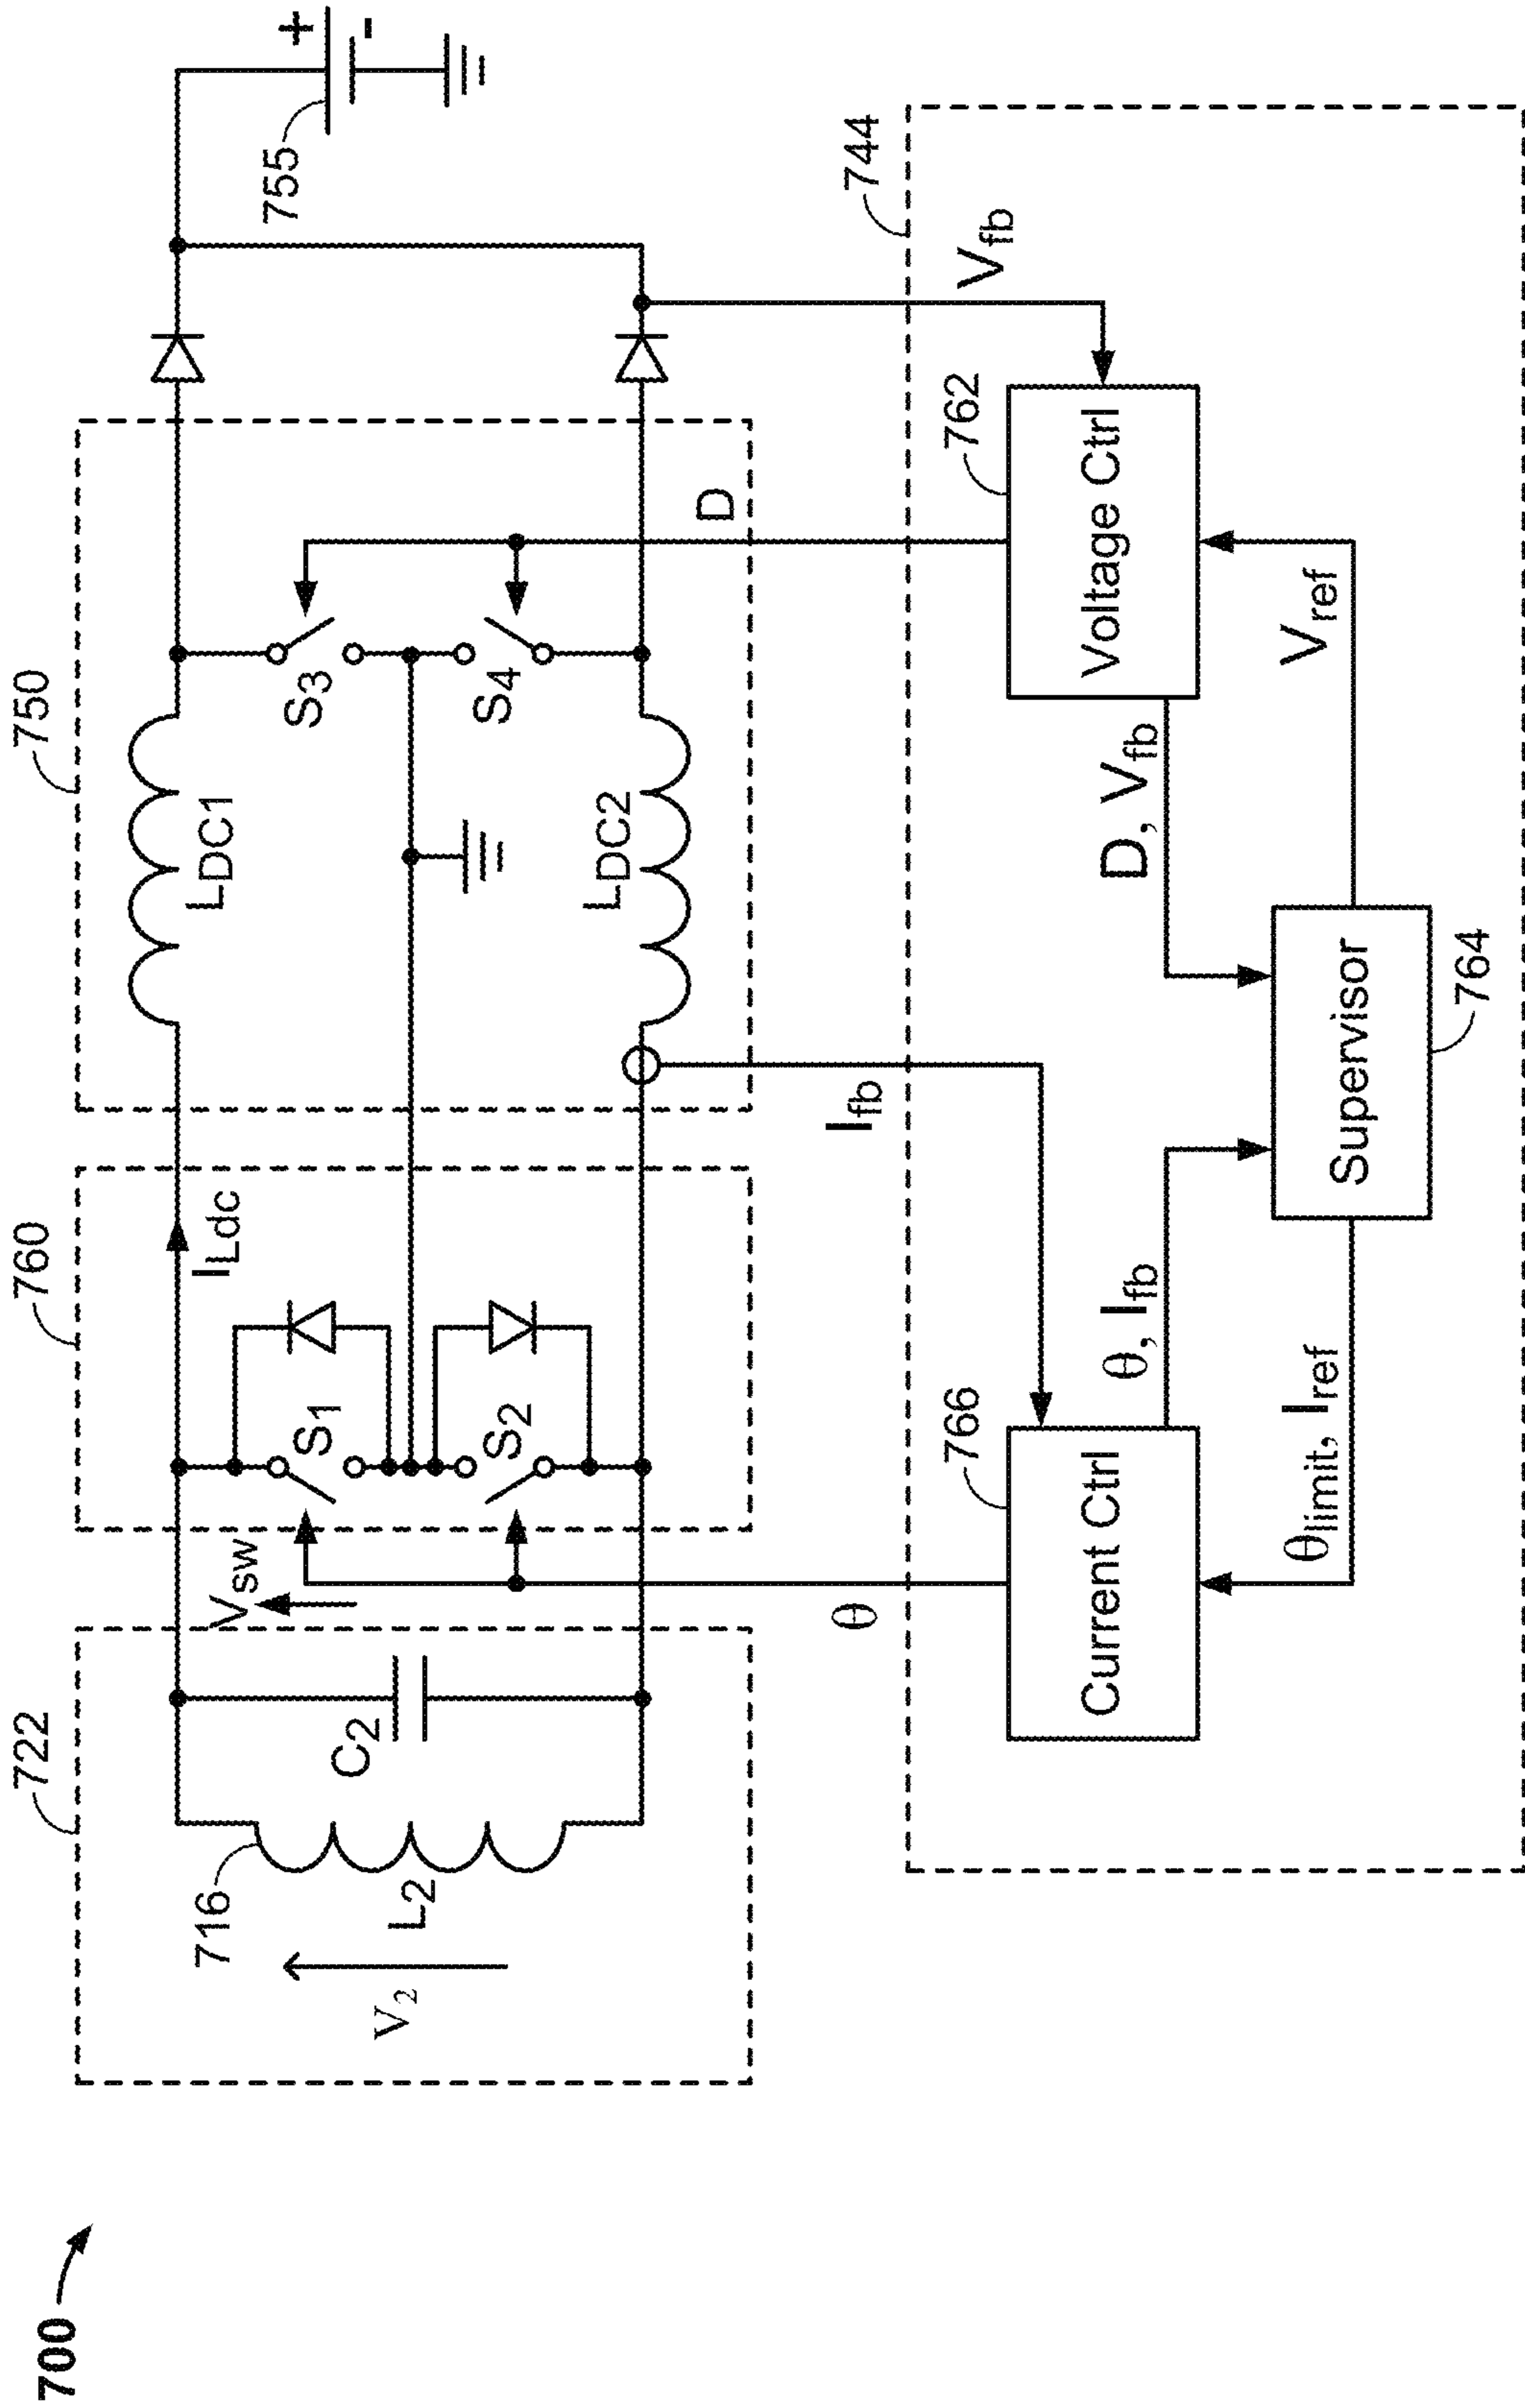 700
722
760
750
716
V₂
L₂
C₂
Vsw
S₁
S₂
ILdc
LDC1
LDC2
S₃
S₄
D
755
+
-
744
θ
Ifb
Vfb
766
Current Ctrl
762
Voltage Ctrl
θ, Ifb
D, Vfb
θlimit, Iref
Vref
Supervisor
764